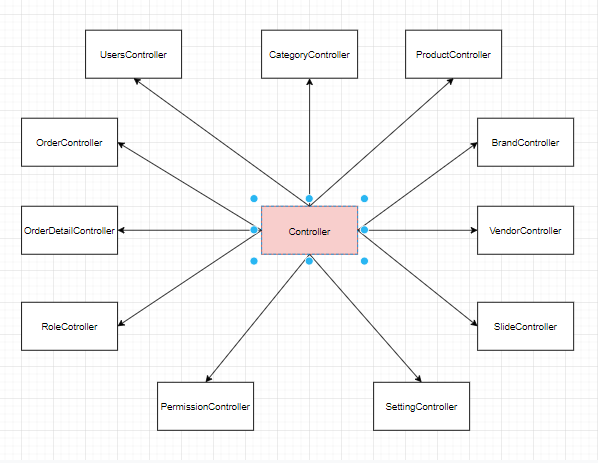 UsersController
CategoryController
ProductController
OrderController
BrandController
OrderDetailController
Controller
VendorController
RoleCotroller
SlideController
PermissionController
SettingController